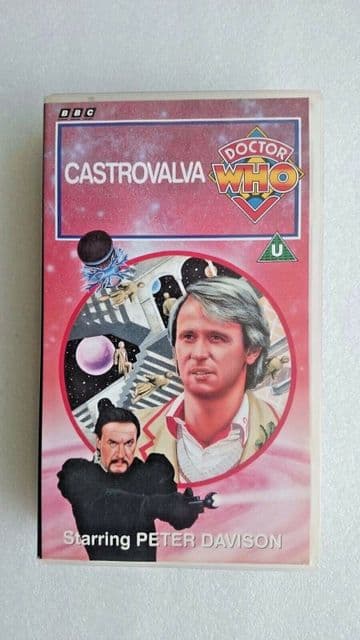 BBC
CASTROVALVA
DOCTOR
WHO
U
Starring PETER DAVISON